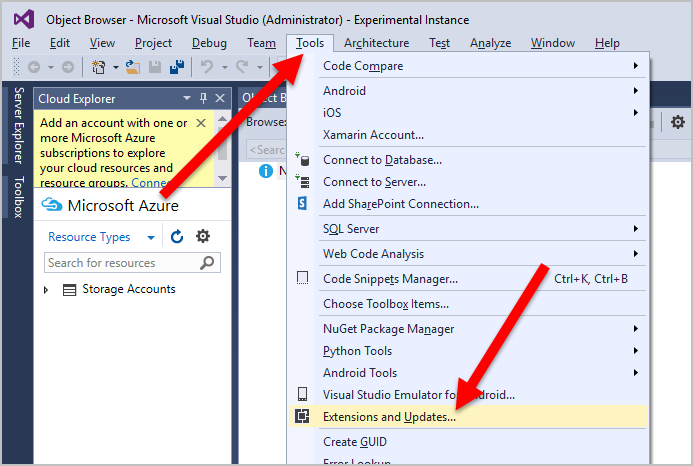 Object Browser - Microsoft Visual Studio (Administrator) - Experimental Instance
File Edit View Project Debug Team Tools Architecture Test Analyze Window Help
Server Explorer
Toolbox
Cloud Explorer
Add an account with one or
more Microsoft Azure
subscriptions to explore
your cloud resources and
resource groups.
Microsoft Azure
Resource Types
Search for resources
Storage Accounts
Object
Browse:
<Sear
Code Compare
Android
iOS
Xamarin Account...
Connect to Database...
Connect to Server...
Add SharePoint Connection...
SQL Server
Web Code Analysis
Code Snippets Manager... Ctrl+K, Ctrl+B
Choose Toolbox Items...
NuGet Package Manager
Python Tools
Android Tools
Visual Studio Emulator for
Extensions and Updates...
Create GUID
Error Lookup